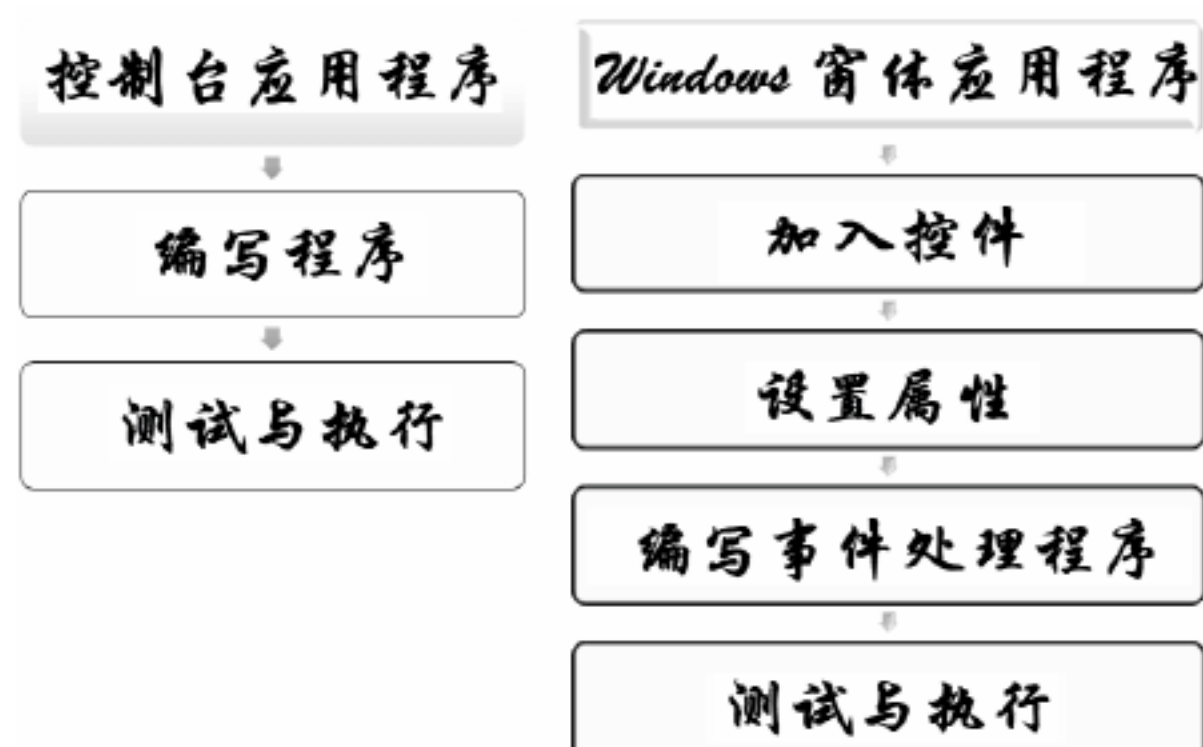 控制台应用程序
编写程序
测试与执行
Windows 窗体应用程序
加入控件
设置属性
编写事件处理程序
测试与执行